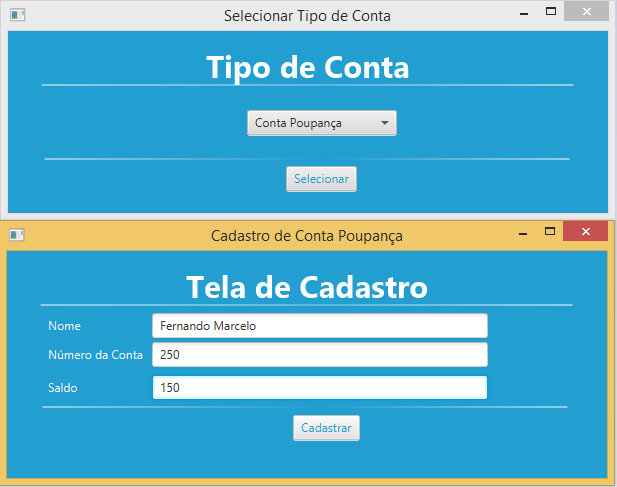 Selecionar Tipo de Conta
Tipo de Conta
Conta Poupança
Selecionar
Cadastro de Conta Poupança
Tela de Cadastro
Nome Fernando Marcelo
Número da Conta 250
Saldo 150
Cadastrar